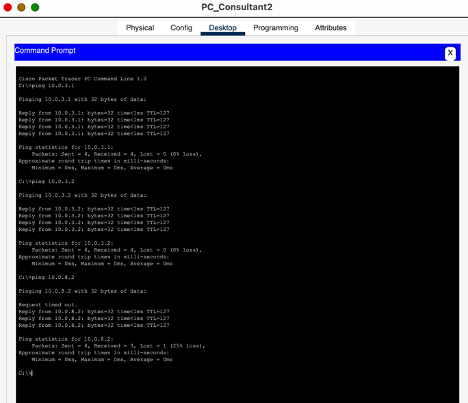 PC_Consultant2
Physical Config Desktop Programming Attributes
Command Prompt
X
Cisco Packet Tracer PC Command Line 1.0
C:\>ping 10.0.3.1
Pinging 10.0.3.1 with 32 bytes of data:
Reply from 10.0.3.1: bytes=32 time<1ms TTL=127
Reply from 10.0.3.1: bytes=32 time<1ms TTL=127
Reply from 10.0.3.1: bytes=32 time<1ms TTL=127
Reply from 10.0.3.1: bytes=32 time<1ms TTL=127
Ping statistics for 10.0.3.1:
Packets: Sent = 4, Received = 4, Lost = 0 (0% loss),
Approximate round trip times in milli-seconds:
Minimum = 0ms, Maximum = 0ms, Average = 0ms
C:\>ping 10.0.3.2
Pinging 10.0.3.2 with 32 bytes of data:
Reply from 10.0.3.2: bytes=32 time<1ms TTL=127
Reply from 10.0.3.2: bytes=32 time<1ms TTL=127
Reply from 10.0.3.2: bytes=32 time<1ms TTL=127
Reply from 10.0.3.2: bytes=32 time<1ms TTL=127
Ping statistics for 10.0.3.2:
Packets: Sent = 4, Received = 4, Lost = 0 (0% loss),
Approximate round trip times in milli-seconds:
Minimum = 0ms, Maximum = 0ms, Average = 0ms
C:\>ping 10.0.8.2
Pinging 10.0.8.2 with 32 bytes of data:
Request timed out.
Reply from 10.0.8.2: bytes=32 time<1ms TTL=127
Reply from 10.0.8.2: bytes=32 time<1ms TTL=127
Reply from 10.0.8.2: bytes=32 time<1ms TTL=127
Ping statistics for 10.0.8.2:
Packets: Sent = 4, Received = 3, Lost = 1 (25% loss),
Approximate round trip times in milli-seconds:
Minimum = 0ms, Maximum = 0ms, Average = 0ms
C:\>